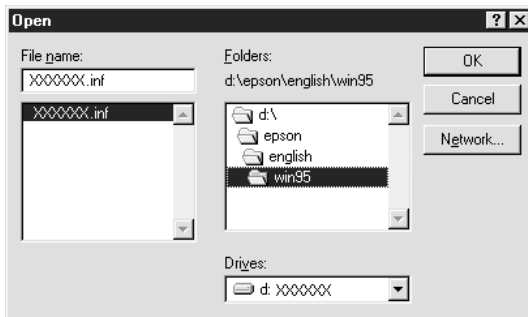 Open
File name:
XXXXXX.inf
XXXXXX.inf
Folders:
d:\epson\english\win95
d:\
epson
english
win95
Drives:
d: XXXXXX
OK
Cancel
Network...